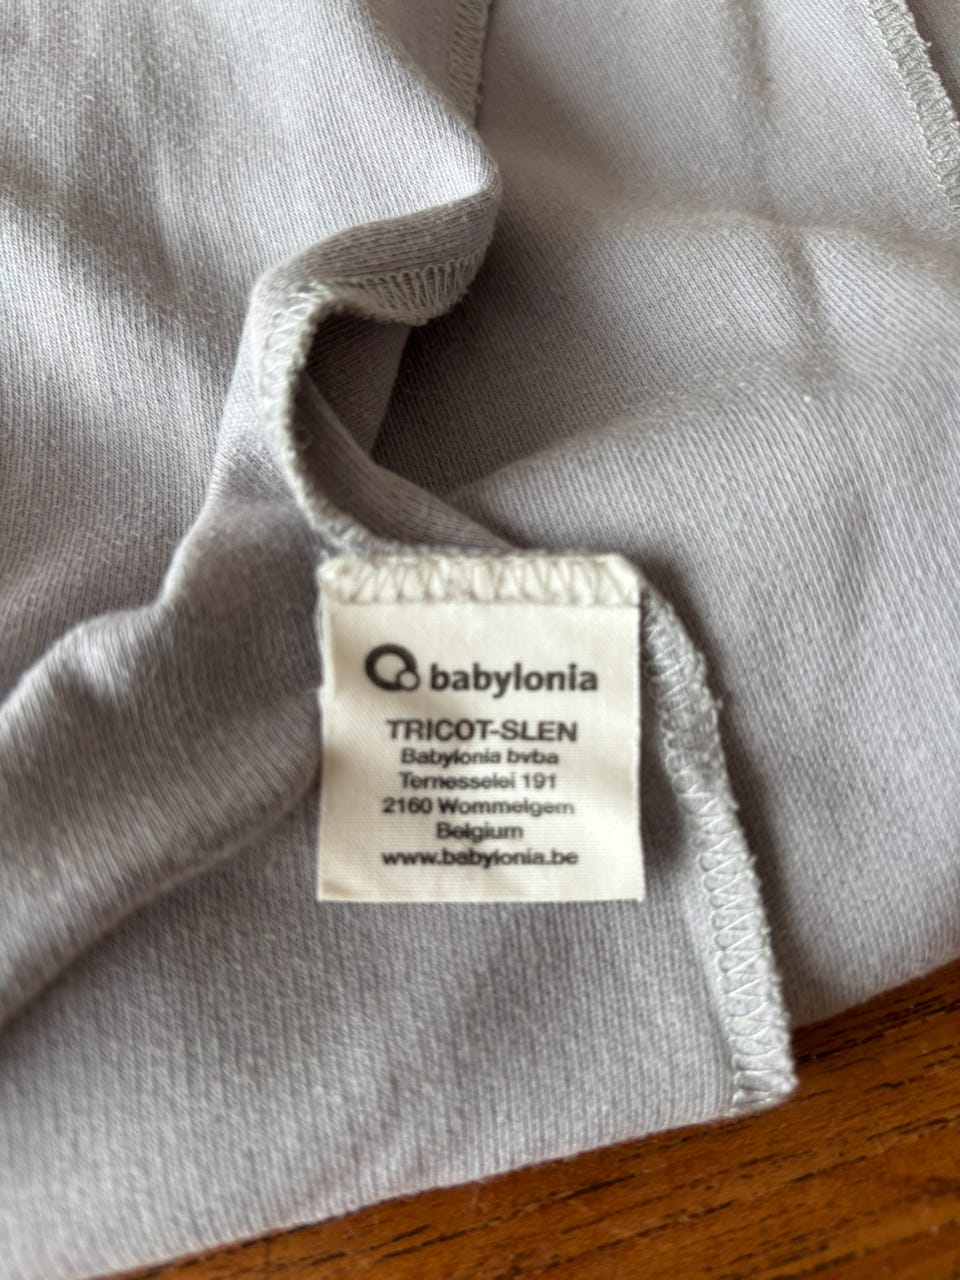 babylonia
TRICOT-SLEN
Babylonia bvba
Ternesselei 191
2160 Wommelgem
Belgium
www.babylonia.be